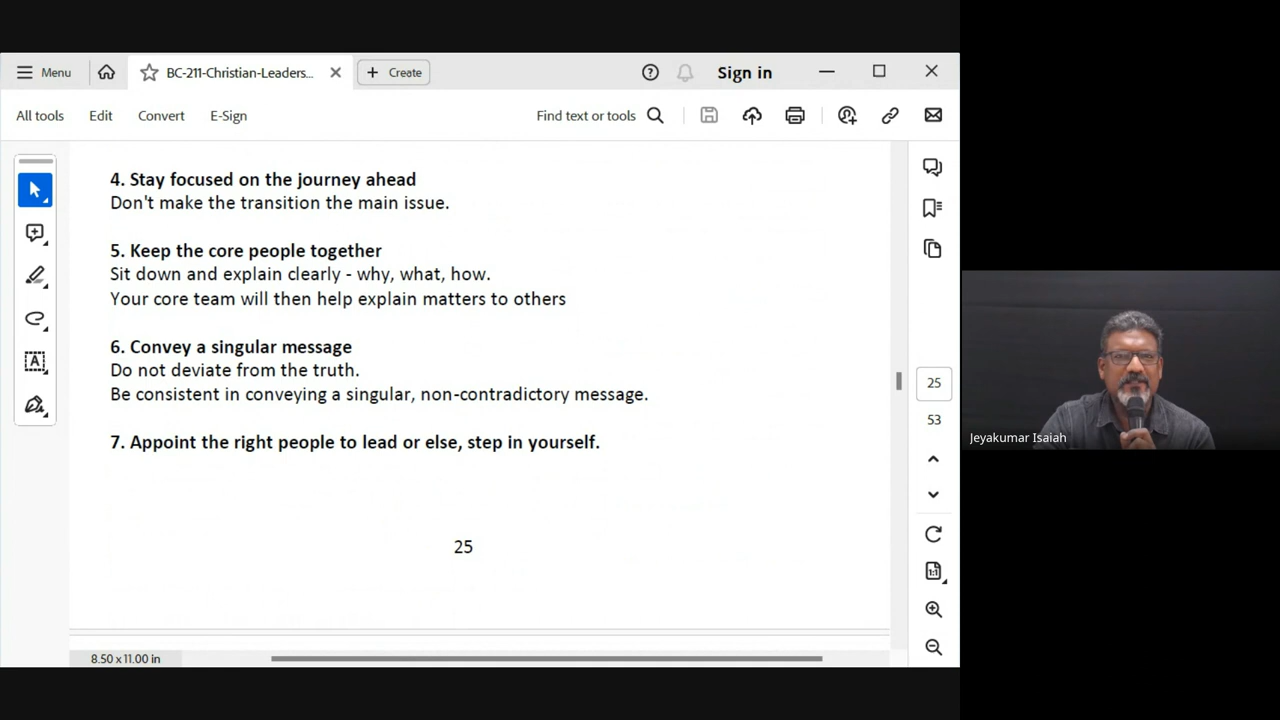 Menu
BC-211-Christian-Leaders...
Create
Sign in
All tools
Edit
Convert
E-Sign
Find text or tools
4. Stay focused on the journey ahead
Don't make the transition the main issue.
5. Keep the core people together
Sit down and explain clearly - why, what, how.
Your core team will then help explain matters to others
6. Convey a singular message
Do not deviate from the truth.
Be consistent in conveying a singular, non-contradictory message.
7. Appoint the right people to lead or else, step in yourself.
25
25
53
1:1
8.50 x 11.00 in
Jeyakumar Isaiah